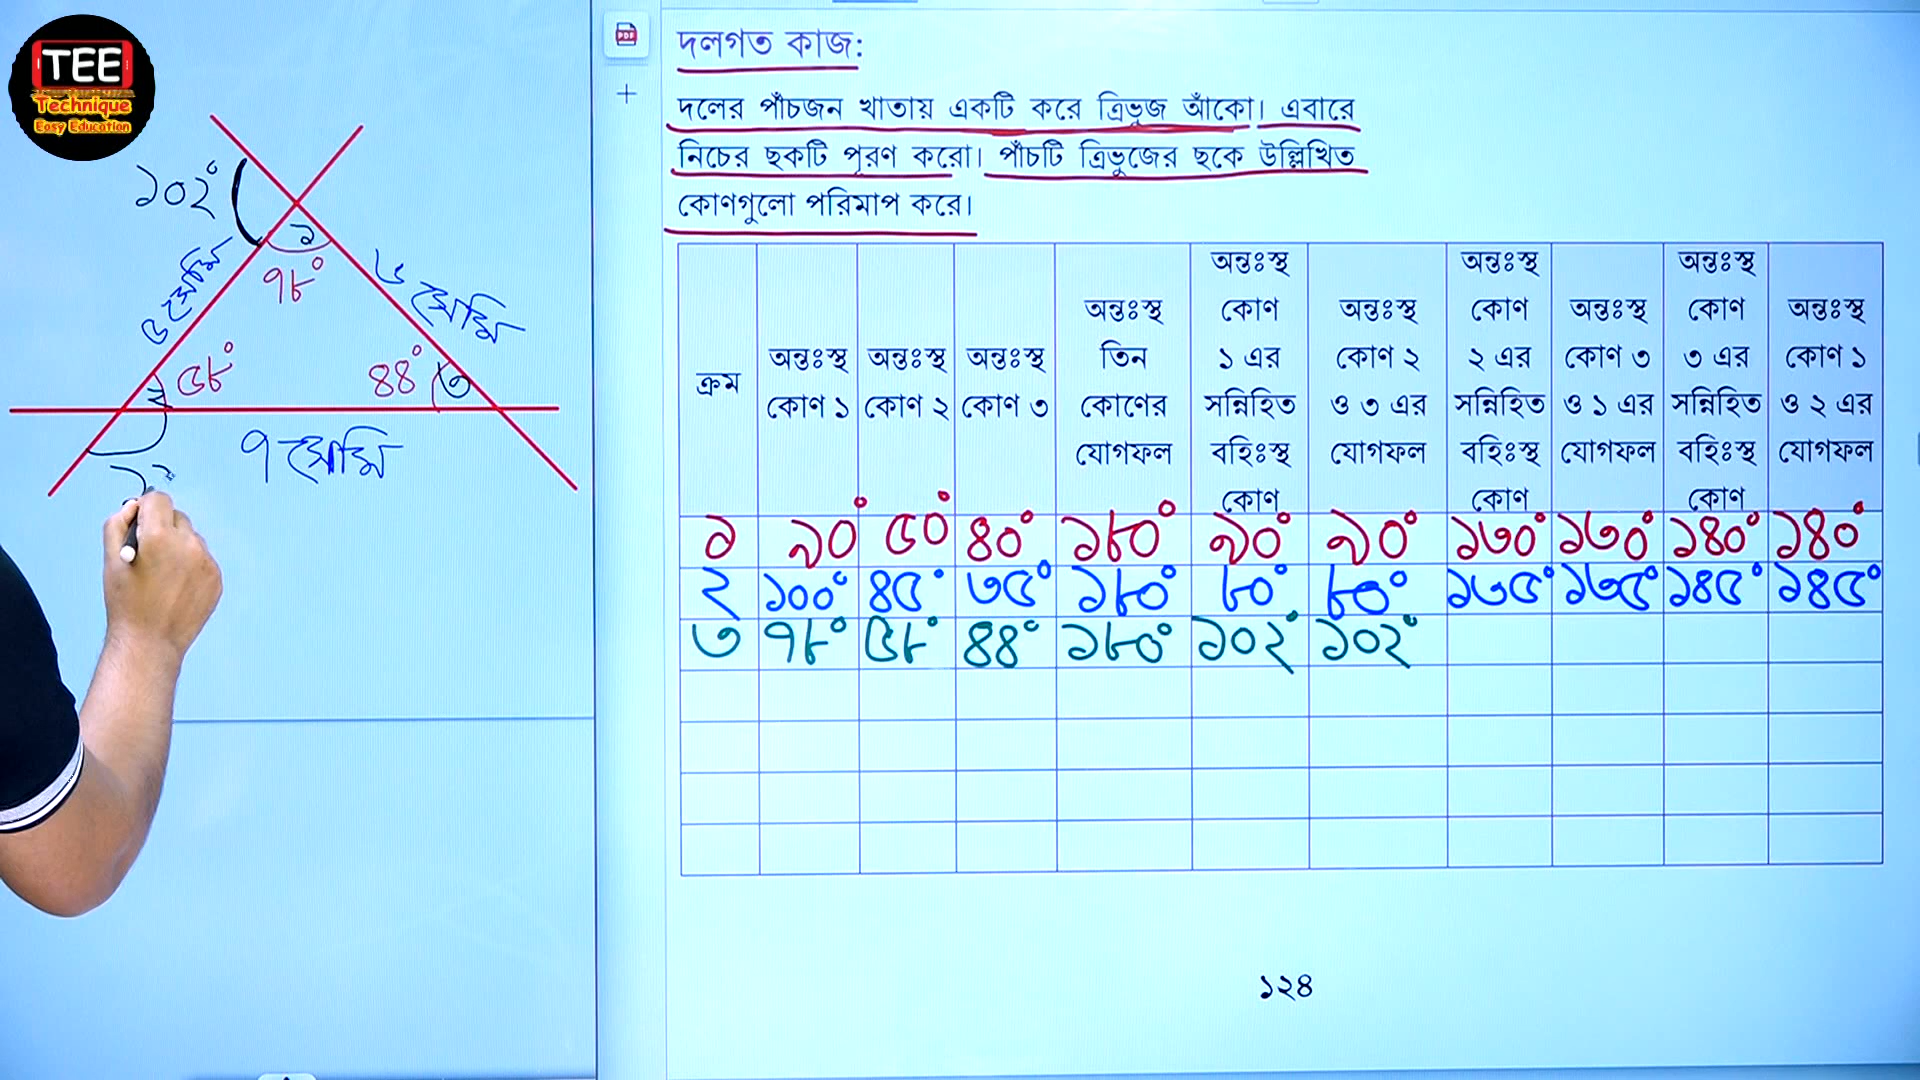 TEE
Technique
Easy Education
১০২°
১
৭৮°
৬ সেমি
৫৮°
২
৪৪°
৩
৭ সেমি
দলগত কাজ:
দলের পাঁচজন খাতায় একটি করে ত্রিভুজ আঁকো। এবারে
নিচের ছকটি পূরণ করো। পাঁচটি ত্রিভুজের ছকে উল্লিখিত
কোণগুলো পরিমাপ করে।
ক্রম
অন্তঃস্থ
কোণ ১
অন্তঃস্থ
কোণ ২
অন্তঃস্থ
কোণ ৩
অন্তঃস্থ
তিন
কোণের
যোগফল
অন্তঃস্থ
কোণ
১ এর
সন্নিহিত
বহিঃস্থ
কোণ
অন্তঃস্থ
কোণ ২
ও ৩ এর
যোগফল
অন্তঃস্থ
কোণ
২ এর
সন্নিহিত
বহিঃস্থ
কোণ
অন্তঃস্থ
কোণ ৩
ও ১ এর
যোগফল
অন্তঃস্থ
কোণ
৩ এর
সন্নিহিত
বহিঃস্থ
কোণ
অন্তঃস্থ
কোণ ১
ও ২ এর
যোগফল
১ ৯০° ৫০° ৪০° ১৮০° ৯০° ৯০° ১৩০° ১৩০° ১৪০° ১৪০°
২ ১০০° ৪৫° ৩৫° ১৮০° ৮০° ৮০° ১৩৫° ১৩৫° ১৪৫° ১৪৫°
৩ ৭৮° ৫৮° ৪৪° ১৮০° ১০২° ১০২°
১২৪